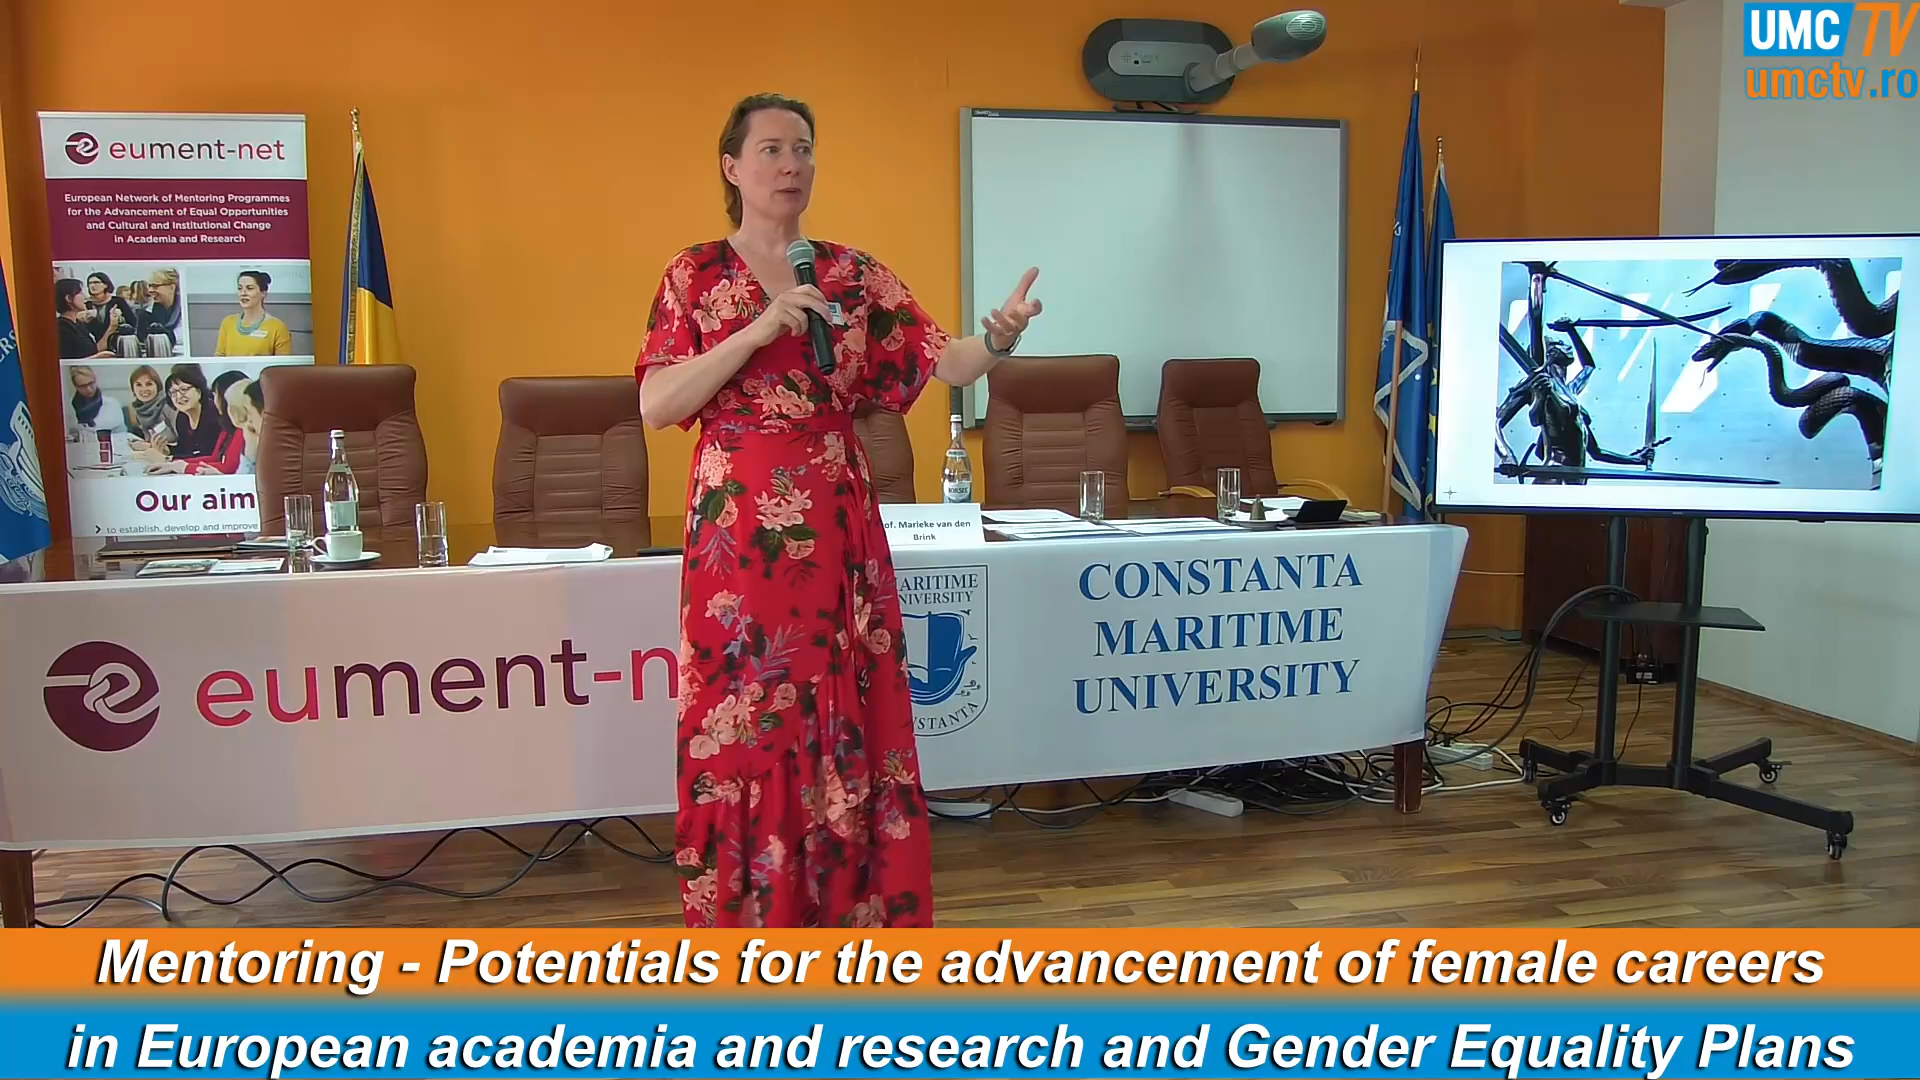 UMC TV
umctv.ro
eument-net
European Network of Mentoring Programmes
for the Advancement of Equal Opportunities
and Cultural and Institutional Change
in Academia and Research
Our aim
to establish, develop and improve
of. Marieke van den
Brink
eument-n
ARITIME
NIVERSITY
NSTANTA
CONSTANTA
MARITIME
UNIVERSITY
Mentoring - Potentials for the advancement of female careers
in European academia and research and Gender Equality Plans